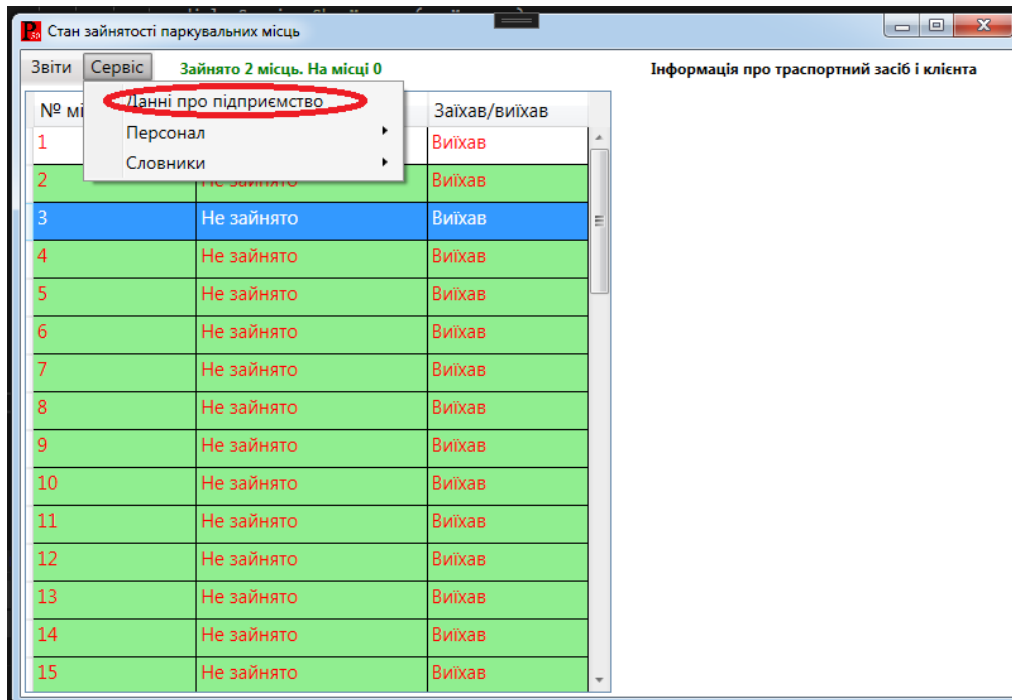 Стан зайнятості паркувальних місць
Звіти Сервіс Зайнято 2 місць. На місці 0 Інформація про траспортний засіб і клієнта
Данні про підприємство
Персонал
Словники
№ Заїхав/виїхав
1 Виїхав
2 Не зайнято Виїхав
3 Не зайнято Виїхав
4 Не зайнято Виїхав
5 Не зайнято Виїхав
6 Не зайнято Виїхав
7 Не зайнято Виїхав
8 Не зайнято Виїхав
9 Не зайнято Виїхав
10 Не зайнято Виїхав
11 Не зайнято Виїхав
12 Не зайнято Виїхав
13 Не зайнято Виїхав
14 Не зайнято Виїхав
15 Не зайнято Виїхав